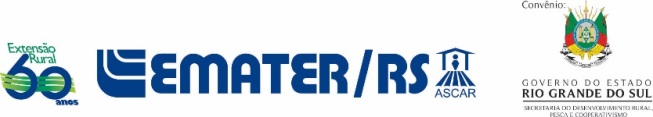 Extensão
Rural
60
anos
EMATER/RS
ASCAR
Convênio:
GOVERNO DO ESTADO
RIO GRANDE DO SUL
SECRETARIA DO DESENVOLVIMENTO RURAL,
PESCA E COOPERATIVISMO